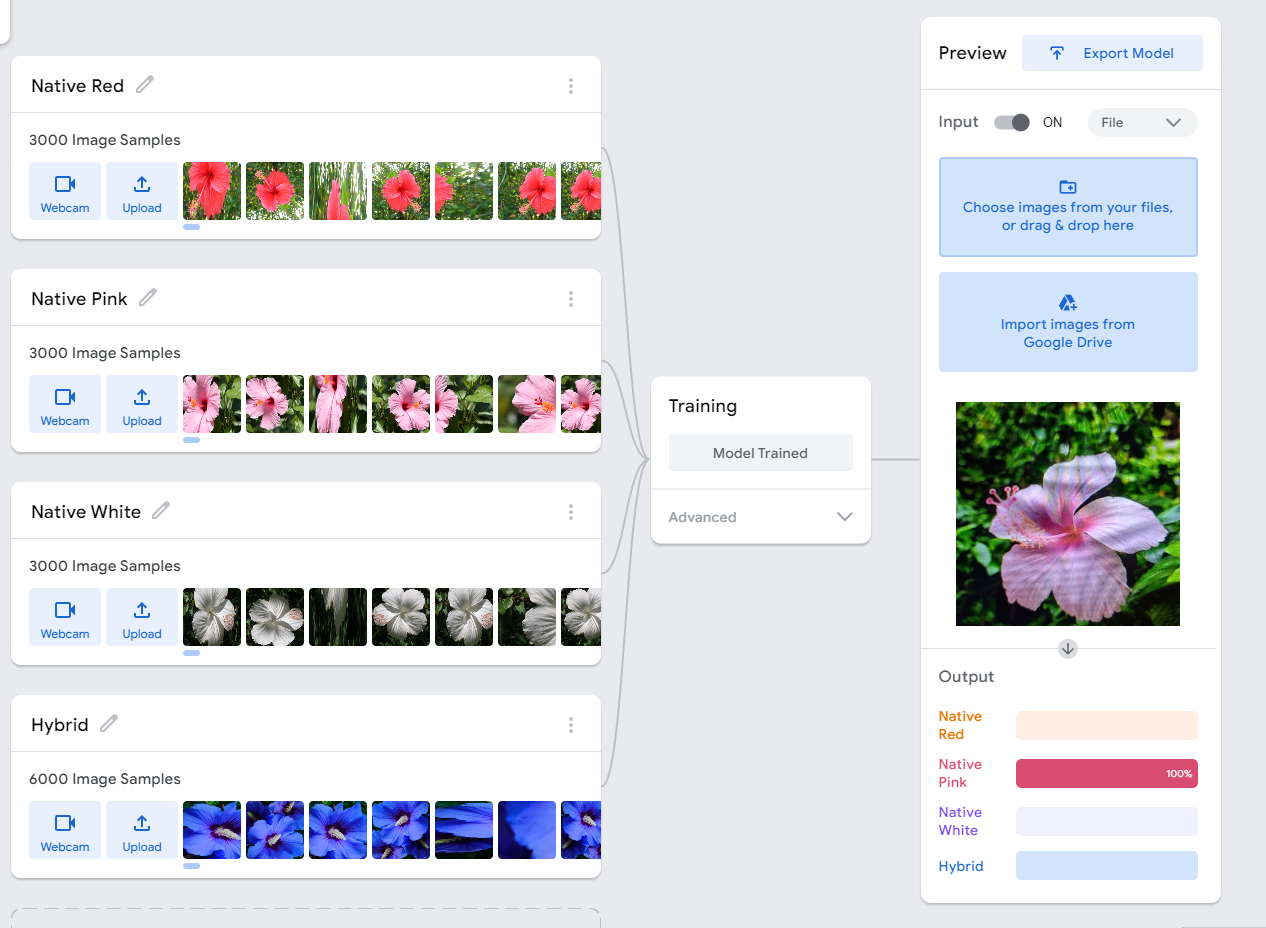 Native Red
3000 Image Samples
Webcam
Upload
Native Pink
3000 Image Samples
Webcam
Upload
Native White
3000 Image Samples
Webcam
Upload
Hybrid
6000 Image Samples
Webcam
Upload
Training
Model Trained
Advanced
Preview
Export Model
Input
ON
File
Choose images from your files,
or drag & drop here
Import images from
Google Drive
Output
Native
Red
Native
Pink
100%
Native
White
Hybrid